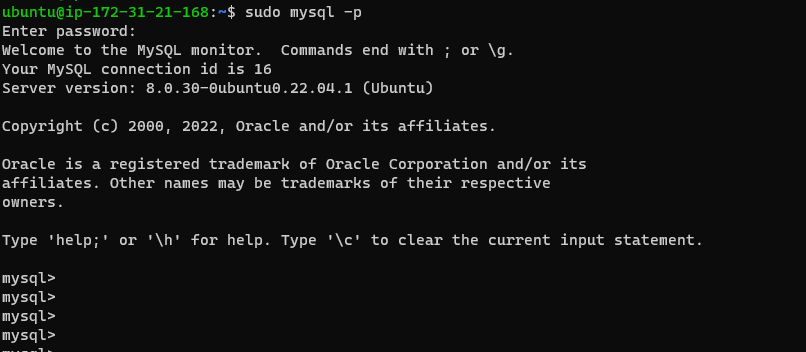 ubuntu@ip-172-31-21-168:~$ sudo mysql -p
Enter password:
Welcome to the MySQL monitor.  Commands end with ; or \g.
Your MySQL connection id is 16
Server version: 8.0.30-0ubuntu0.22.04.1 (Ubuntu)

Copyright (c) 2000, 2022, Oracle and/or its affiliates.

Oracle is a registered trademark of Oracle Corporation and/or its
affiliates. Other names may be trademarks of their respective
owners.

Type 'help;' or '\h' for help. Type '\c' to clear the current input statement.

mysql>
mysql>
mysql>
mysql>
mysql>